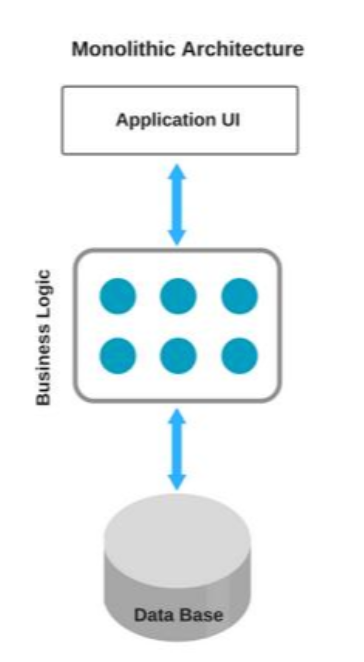 Monolithic Architecture
Application UI
Business Logic
Data Base